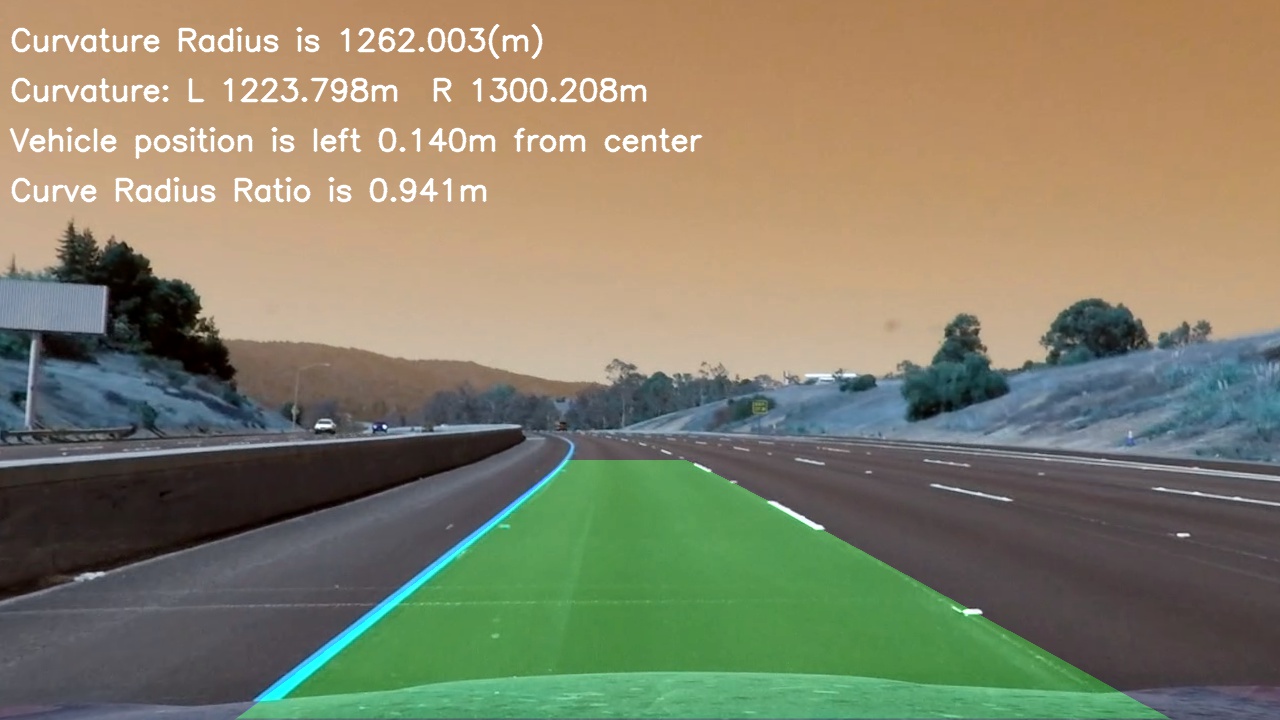 Curvature Radius is 1262.003(m)
Curvature: L 1223.798m R 1300.208m
Vehicle position is left 0.140m from center
Curve Radius Ratio is 0.941m